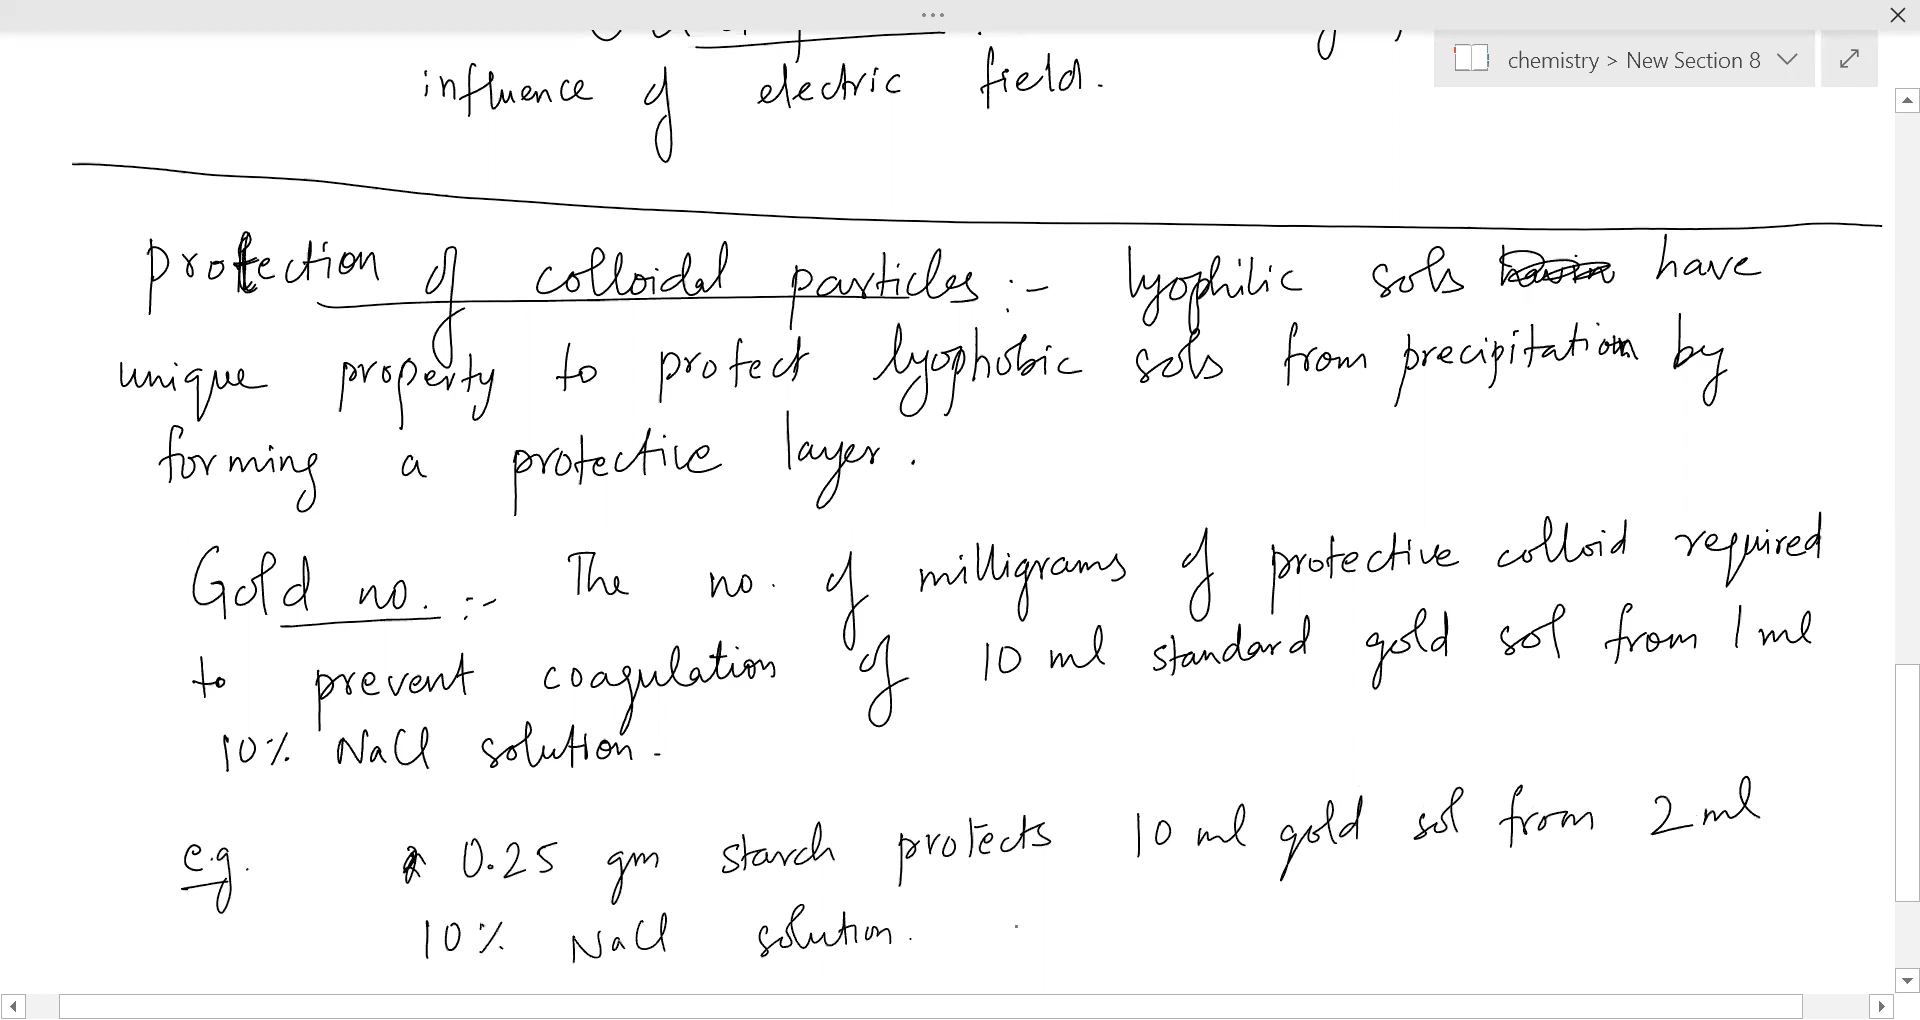 chemistry > New Section 8
influence of electric field.
protection of colloidal particles :- lyophilic sols have
unique property to protect lyophobic sols from precipitation by
forming a protective layer.
Gold no. :- The no. of milligrams of protective colloid required
to prevent coagulation of 10 ml standard gold sol from 1 ml
10% NaCl solution.
e.g. 0.25 gm starch protects 10 ml gold sol from 2 ml
10% NaCl solution.